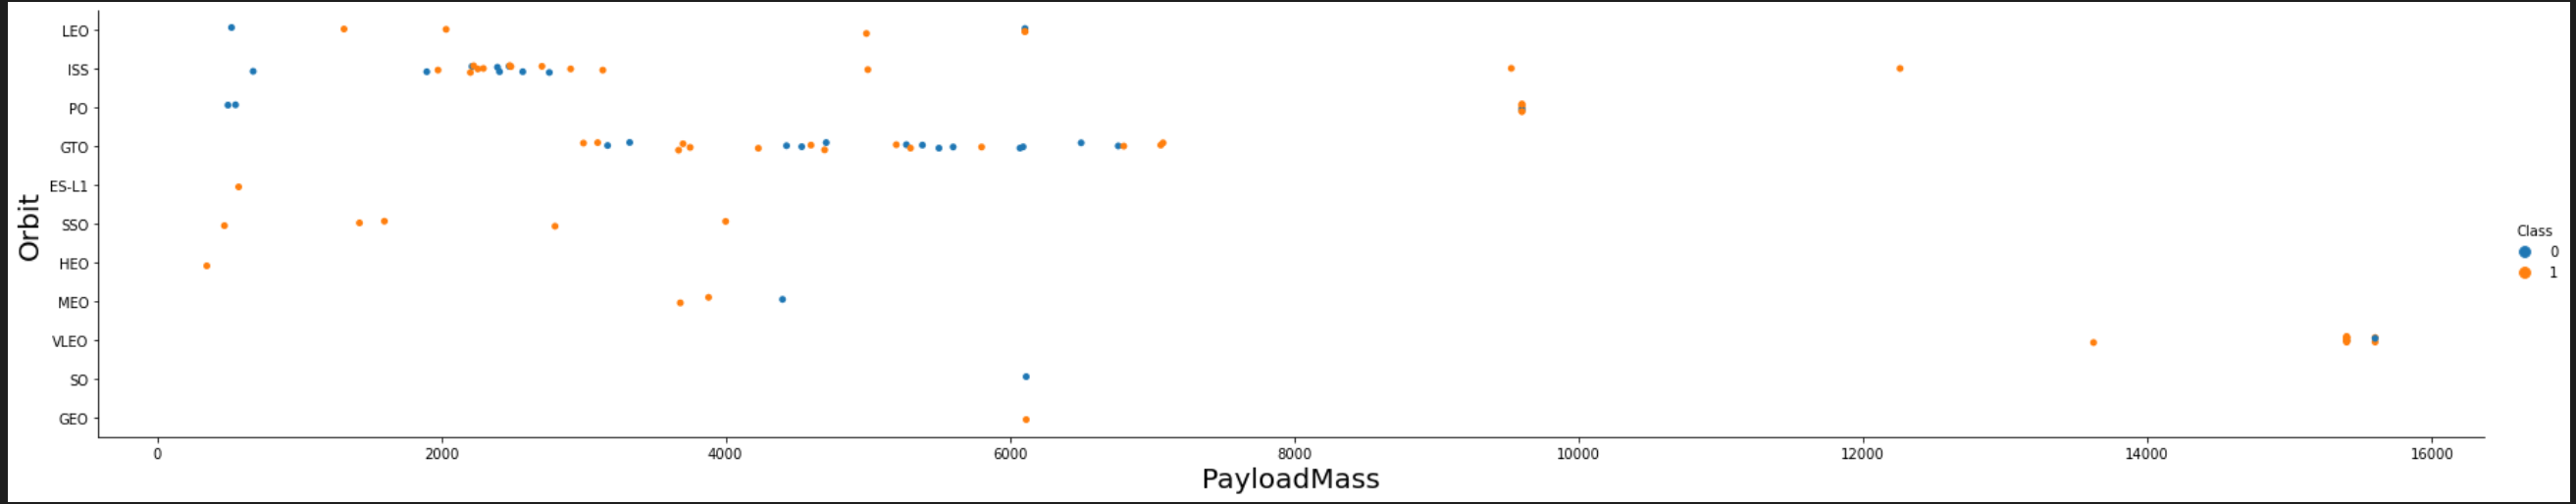 LEO
ISS
PO
GTO
ES-L1
SSO
HEO
MEO
VLEO
SO
GEO
Orbit
0 2000 4000 6000 8000 10000 12000 14000 16000
PayloadMass
Class
0
1